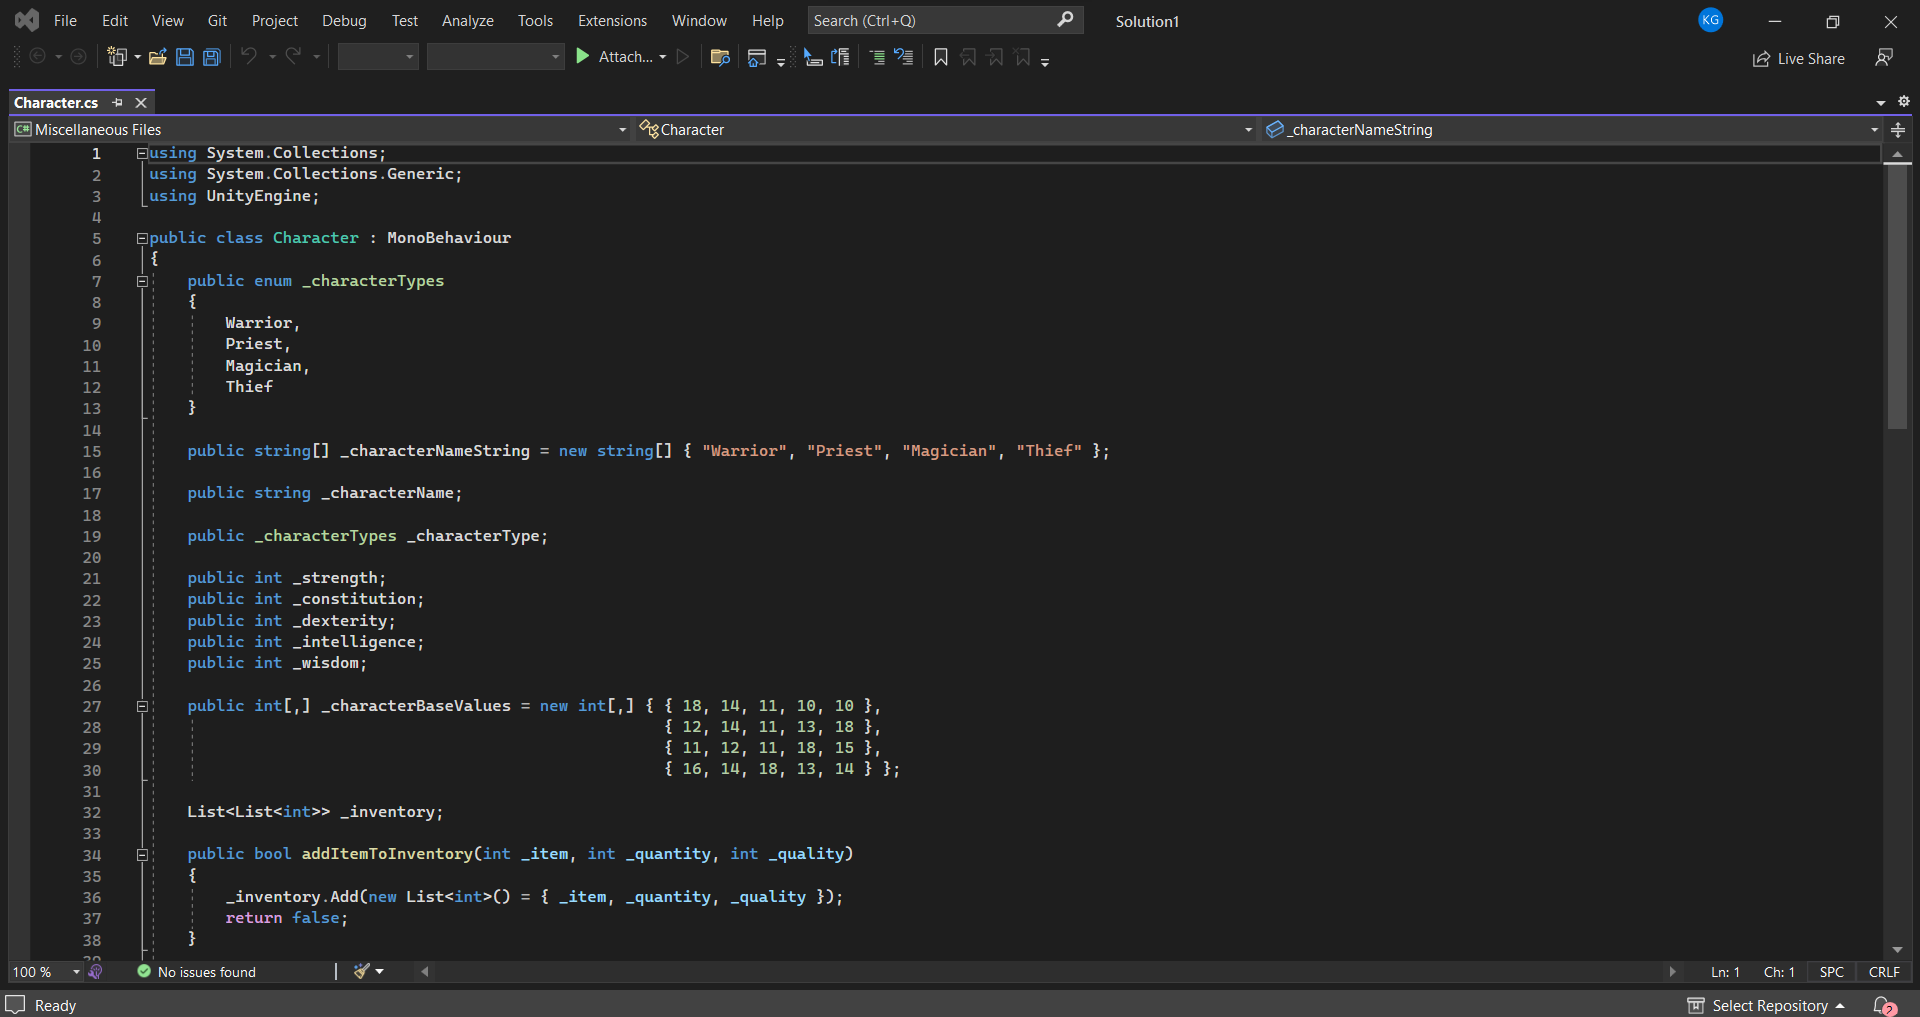 File Edit View Git Project Debug Test Analyze Tools Extensions Window Help Search (Ctrl+Q) Solution1 KG
Attach... Live Share
Character.cs
Miscellaneous Files Character _characterNameString
1 using System.Collections;
2 using System.Collections.Generic;
3 using UnityEngine;
4
5 public class Character : MonoBehaviour
6 {
7 public enum _characterTypes
8 {
9 Warrior,
10 Priest,
11 Magician,
12 Thief
13 }
14
15 public string[] _characterNameString = new string[] { "Warrior", "Priest", "Magician", "Thief" };
16
17 public string _characterName;
18
19 public _characterTypes _characterType;
20
21 public int _strength;
22 public int _constitution;
23 public int _dexterity;
24 public int _intelligence;
25 public int _wisdom;
26
27 public int[,] _characterBaseValues = new int[,] { { 18, 14, 11, 10, 10 },
28 { 12, 14, 11, 13, 18 },
29 { 11, 12, 11, 18, 15 },
30 { 16, 14, 18, 13, 14 } };
31
32 List<List<int>> _inventory;
33
34 public bool addItemToInventory(int _item, int _quantity, int _quality)
35 {
36 _inventory.Add(new List<int>() = { _item, _quantity, _quality });
37 return false;
38 }
39
100 % No issues found Ln: 1 Ch: 1 SPC CRLF
Ready Select Repository 2